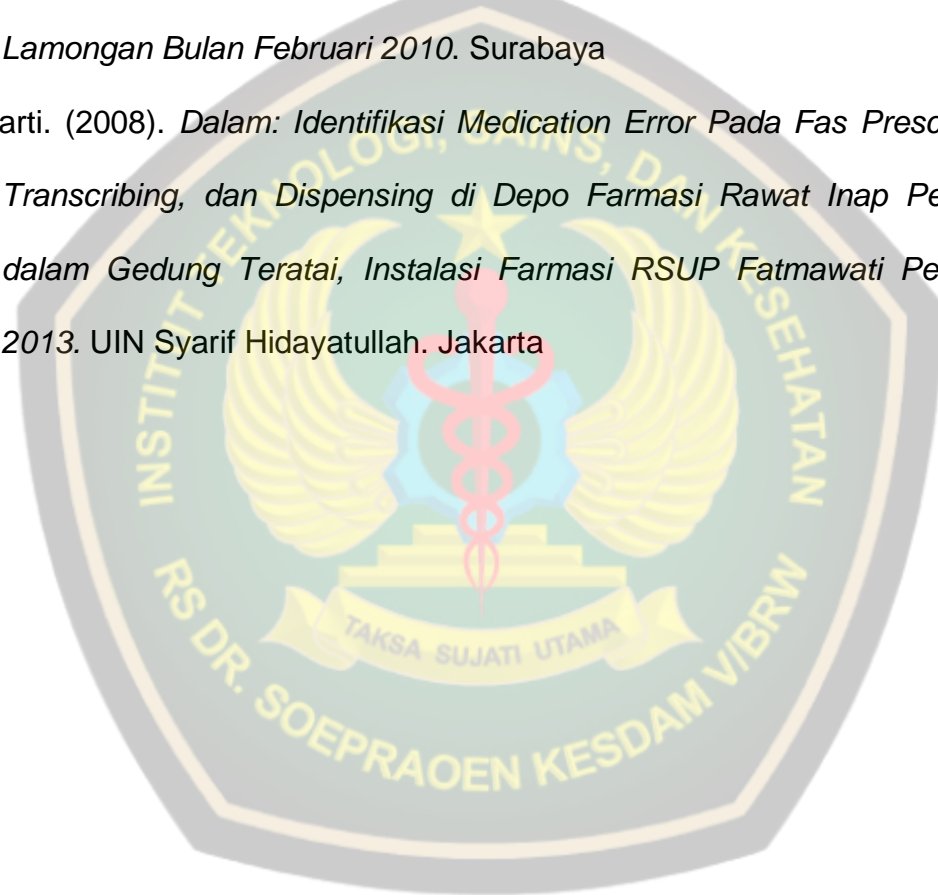 Lamongan Bulan Februari 2010. Surabaya
arti. (2008). Dalam: Identifikasi Medication Error Pada Fas Presc
Transcribing, dan Dispensing di Depo Farmasi Rawat Inap Pe
dalam Gedung Teratai, Instalasi Farmasi RSUP Fatmawati Pe
2013. UIN Syarif Hidayatullah. Jakarta
INSTITUT TEKNOLOGI, SAINS, DAN KESEHATAN
TAKSA SUJATI UTAMA
RS DR. SOEPRAOEN KESDAM V/BRW